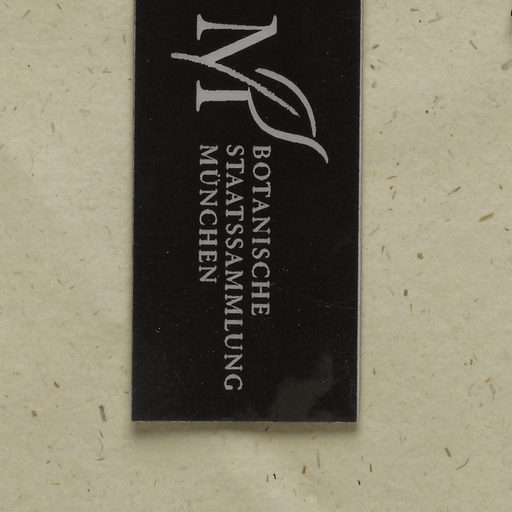 M
BOTANISCHE
STAATSSAMMLUNG
MÜNCHEN